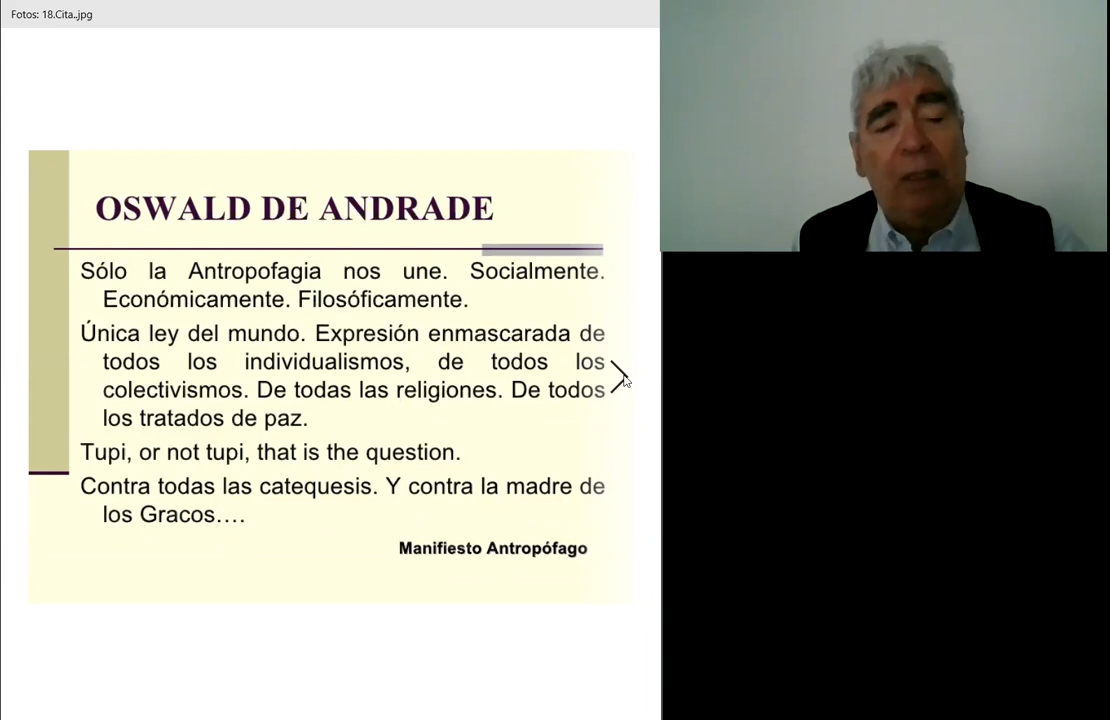 Fotos: 18.Cita..jpg
OSWALD DE ANDRADE
Sólo la Antropofagia nos une. Socialmente.
Económicamente. Filosóficamente.
Única ley del mundo. Expresión enmascarada de
todos los individualismos, de todos los
colectivismos. De todas las religiones. De todos
los tratados de paz.
Tupi, or not tupi, that is the question.
Contra todas las catequesis. Y contra la madre de
los Gracos….
Manifiesto Antropófago